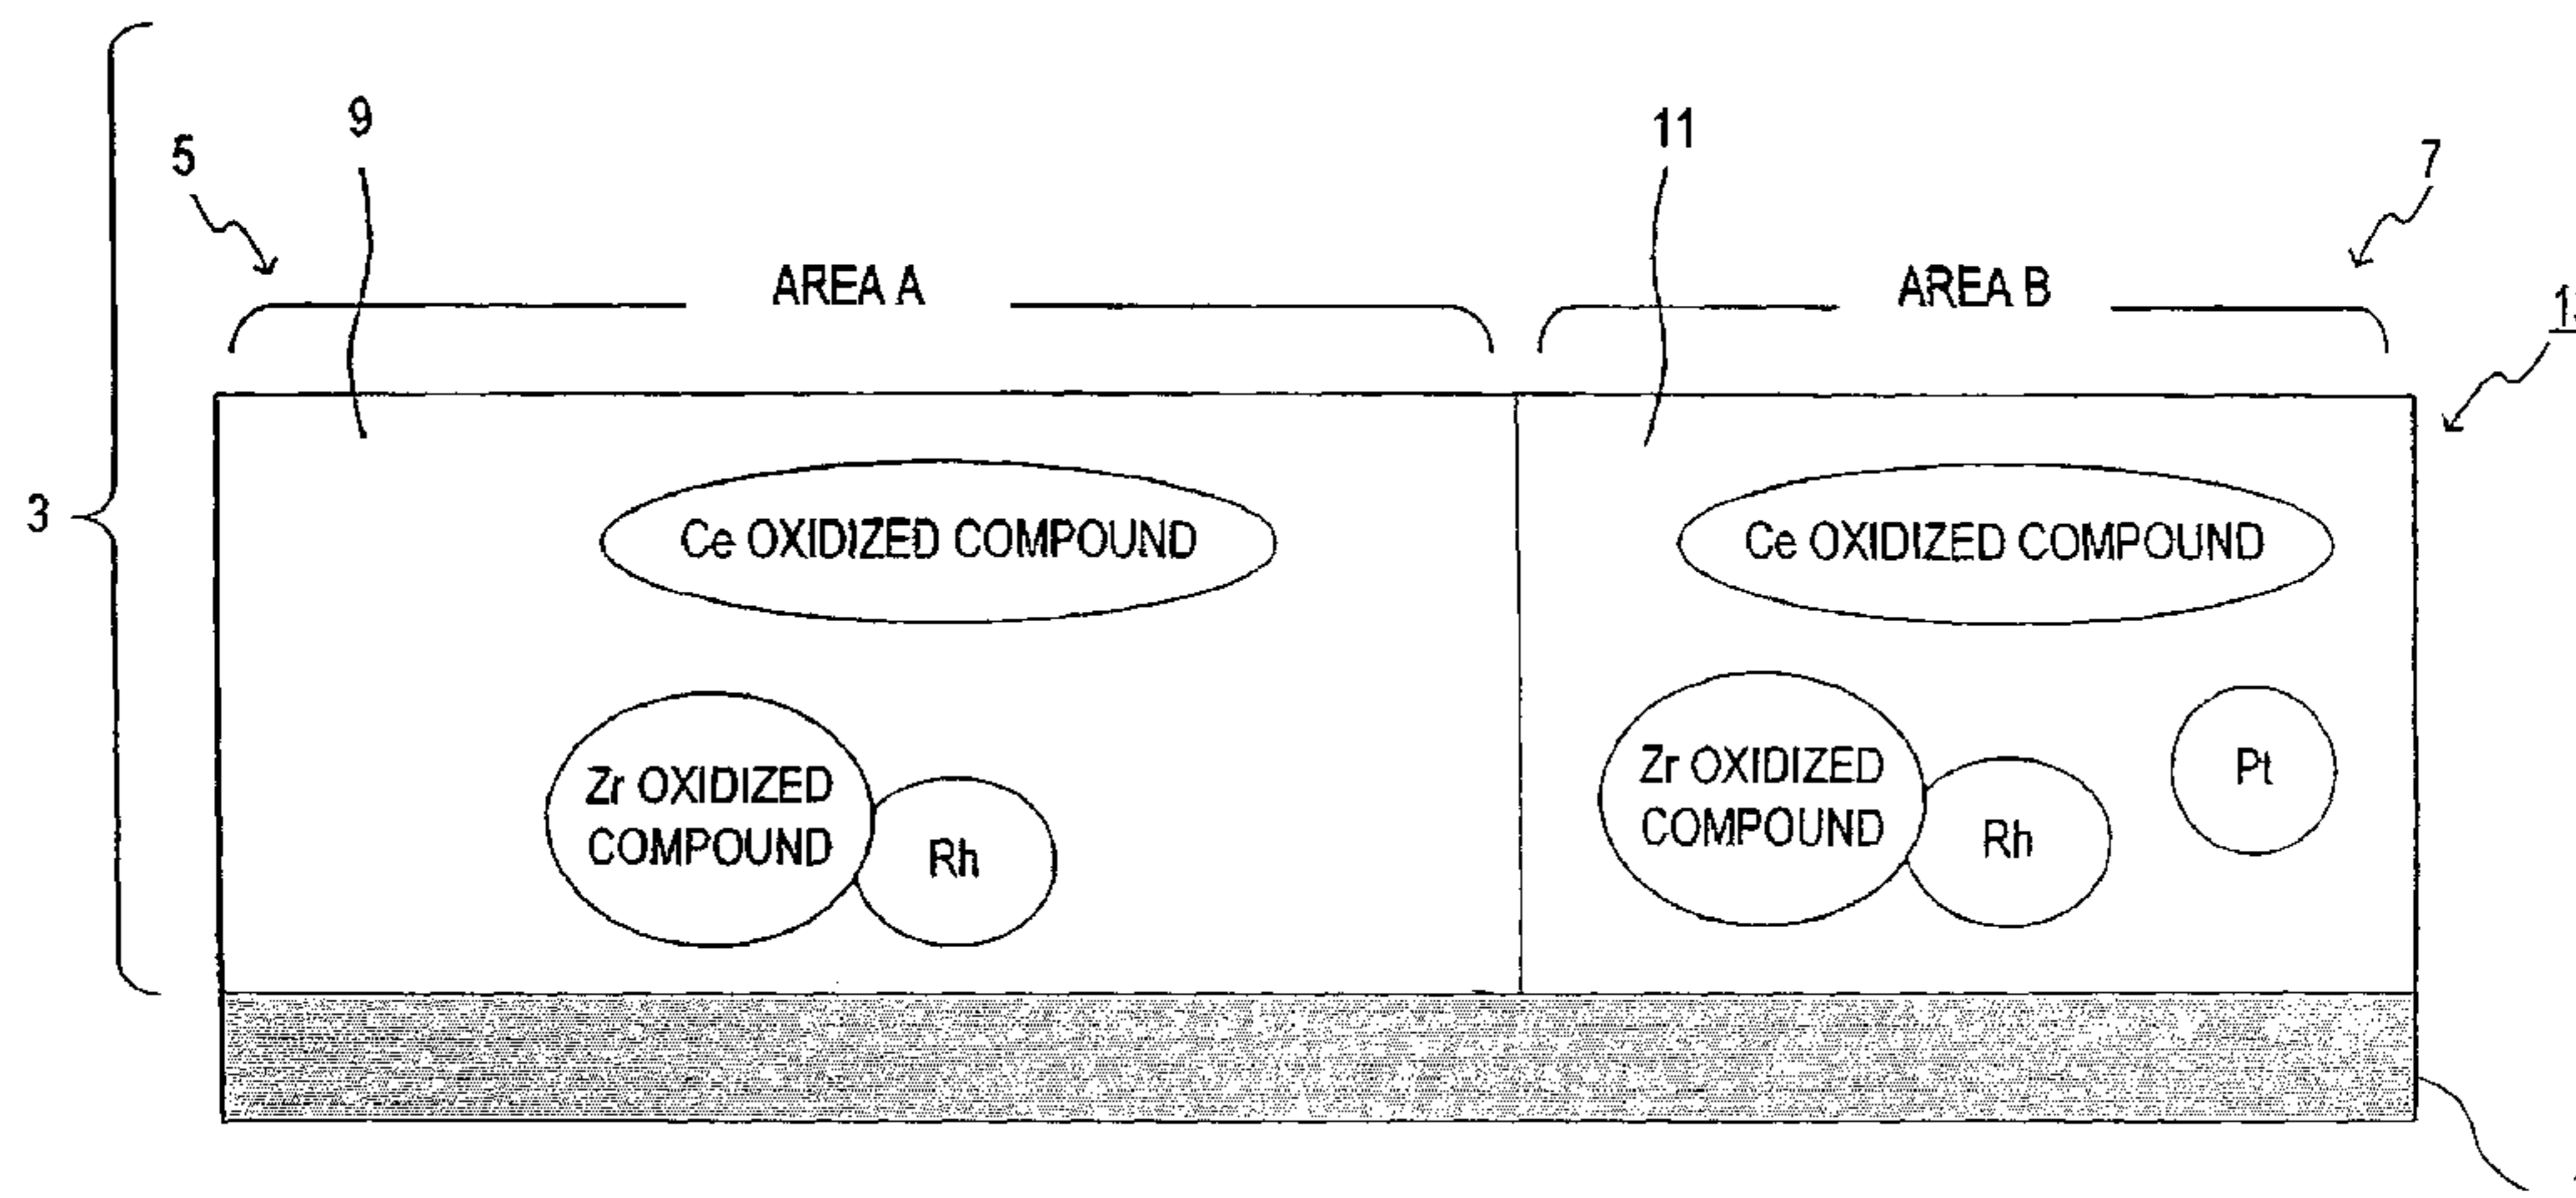 9
11
5
7
AREA A
AREA B
3
Ce OXIDIZED COMPOUND
Ce OXIDIZED COMPOUND
Zr OXIDIZED
COMPOUND
Rh
Zr OXIDIZED
COMPOUND
Rh
Pt